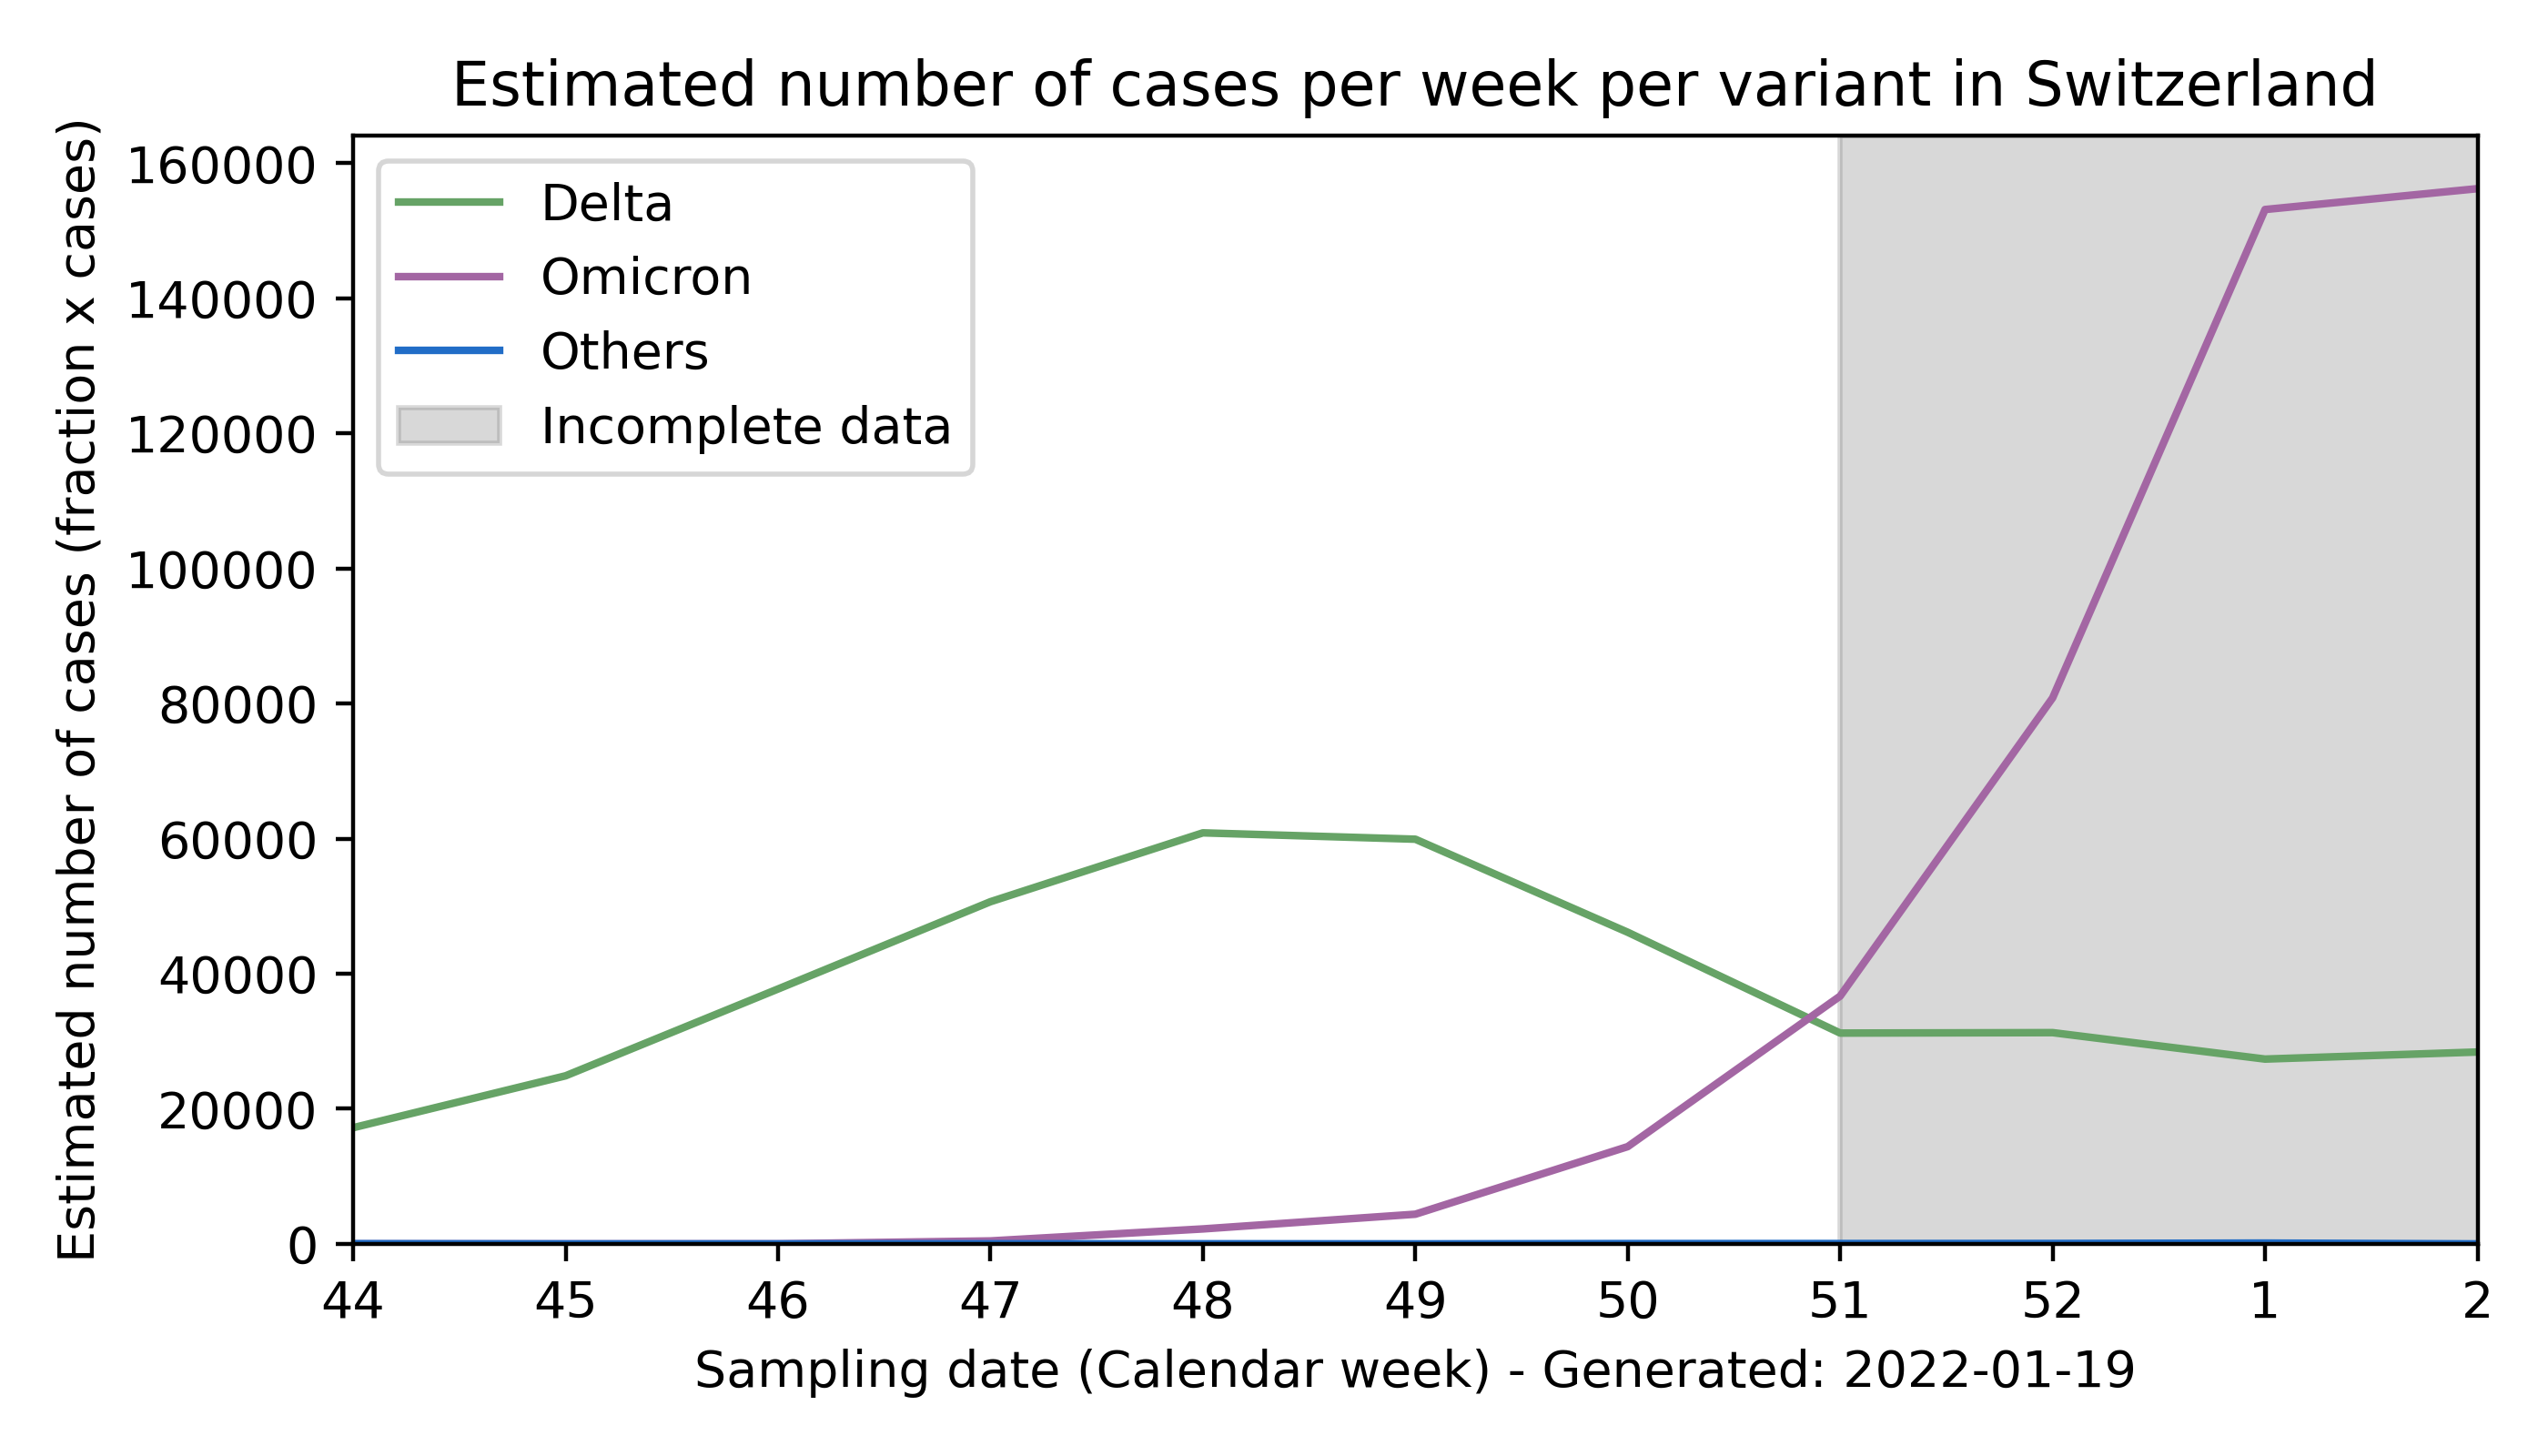 Estimated number of cases per week per variant in Switzerland
Estimated number of cases (fraction x cases)
160000
140000
120000
100000
80000
60000
40000
20000
0
Delta
Omicron
Others
Incomplete data
44 45 46 47 48 49 50 51 52 1 2
Sampling date (Calendar week) - Generated: 2022-01-19